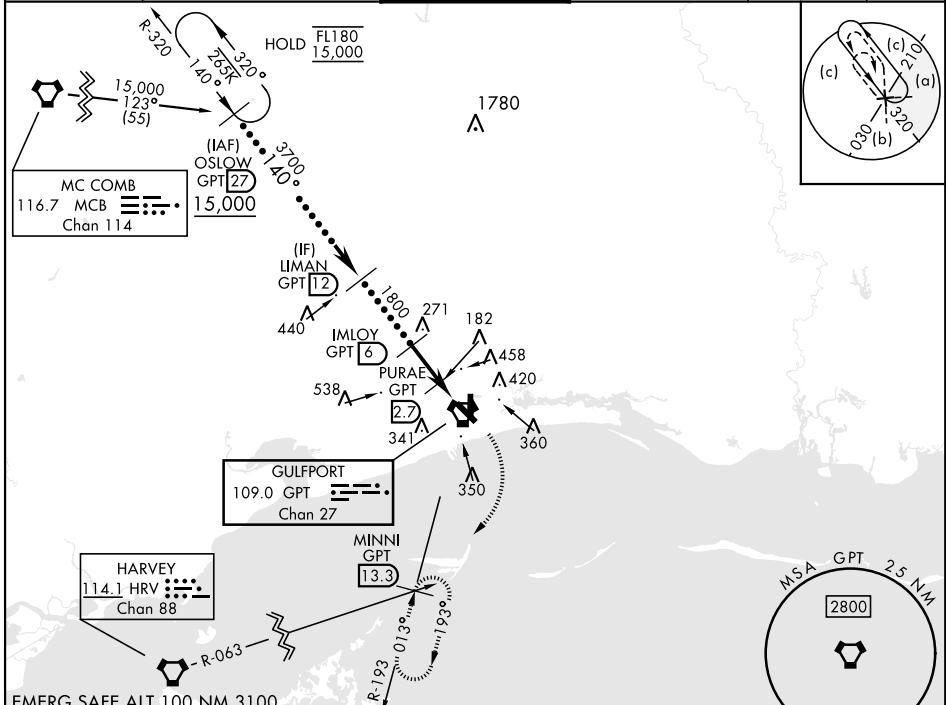 R-320
HOLD FL180
15,000
320°
265K
140°
15,000
123°
(55)
(IAF)
OSLOW
GPT 27
15,000
3700
140°
1780
MC COMB
116.7 MCB
Chan 114
(c)
(c)
210
(a)
320
(b)
030
(IF)
LIMAN
GPT 12
1800
440
271
182
IMLOY
GPT 6
458
PURAE
GPT
2.7
420
538
341
360
350
GULFPORT
109.0 GPT
Chan 27
MINNI
GPT
13.3
HARVEY
114.1 HRV
Chan 88
R-063
013°
193°
R-193
MSA GPT 25 NM
2800
EMERG SAFE ALT 100 NM 3100